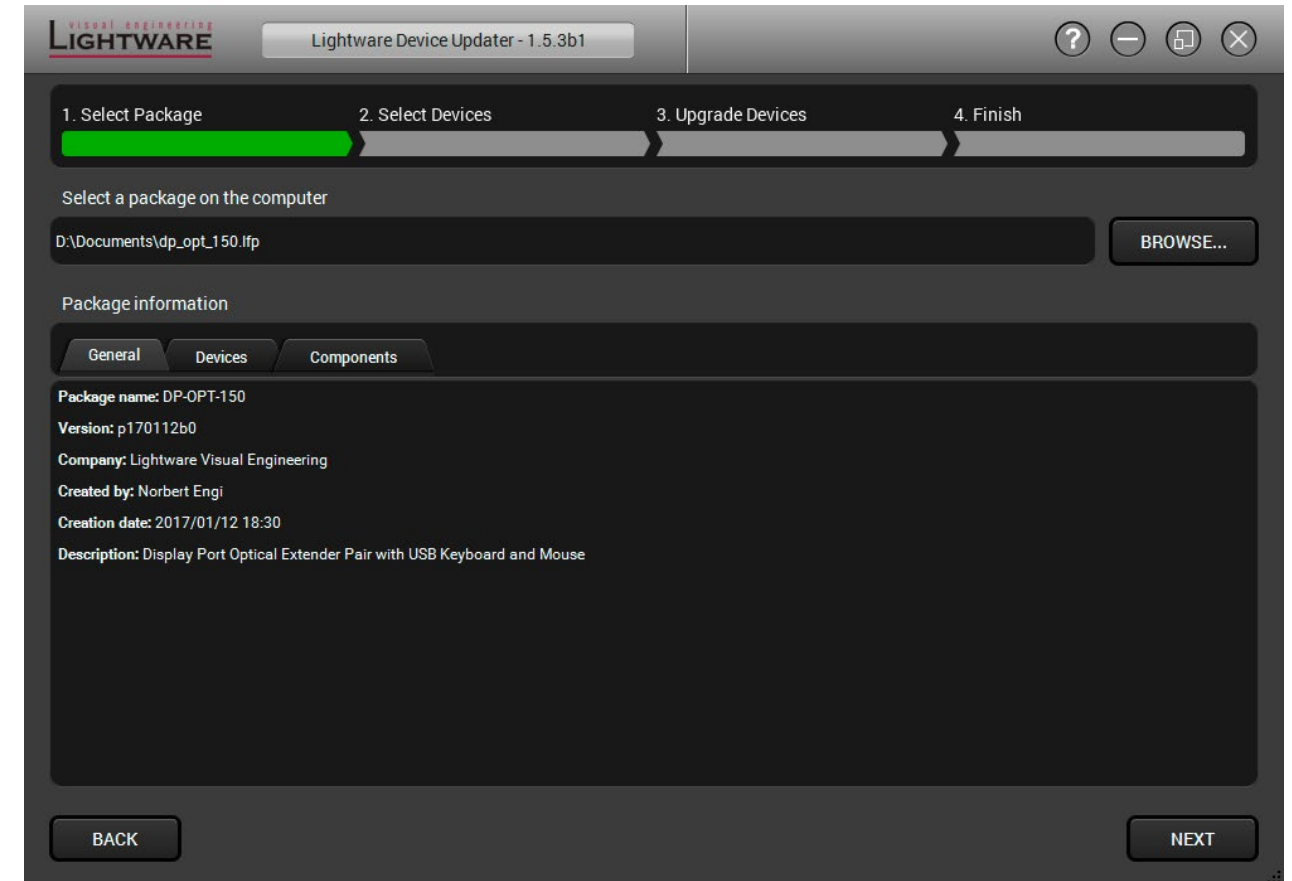 visual engineering
LIGHTWARE
Lightware Device Updater - 1.5.3b1
?
1. Select Package 2. Select Devices 3. Upgrade Devices 4. Finish
Select a package on the computer
D:\Documents\dp_opt_150.lfp
BROWSE...
Package information
General Devices Components
Package name: DP-OPT-150
Version: p170112b0
Company: Lightware Visual Engineering
Created by: Norbert Engi
Creation date: 2017/01/12 18:30
Description: Display Port Optical Extender Pair with USB Keyboard and Mouse
BACK NEXT